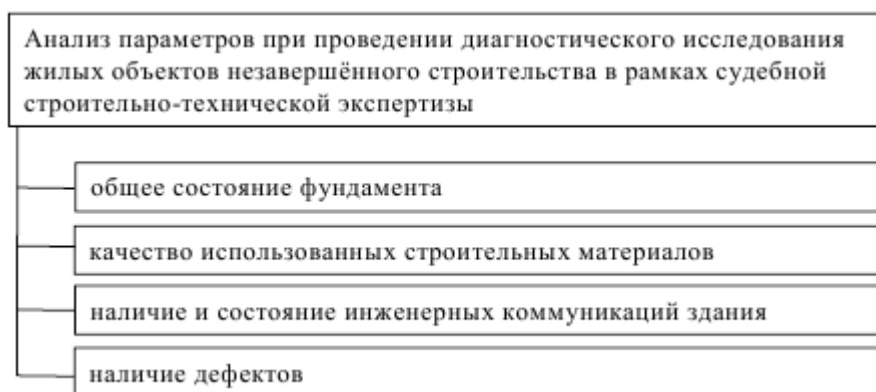 Анализ параметров при проведении диагностического исследования
жилых объектов незавершённого строительства в рамках судебной
строительно-технической экспертизы
общее состояние фундамента
качество использованных строительных материалов
наличие и состояние инженерных коммуникаций здания
наличие дефектов